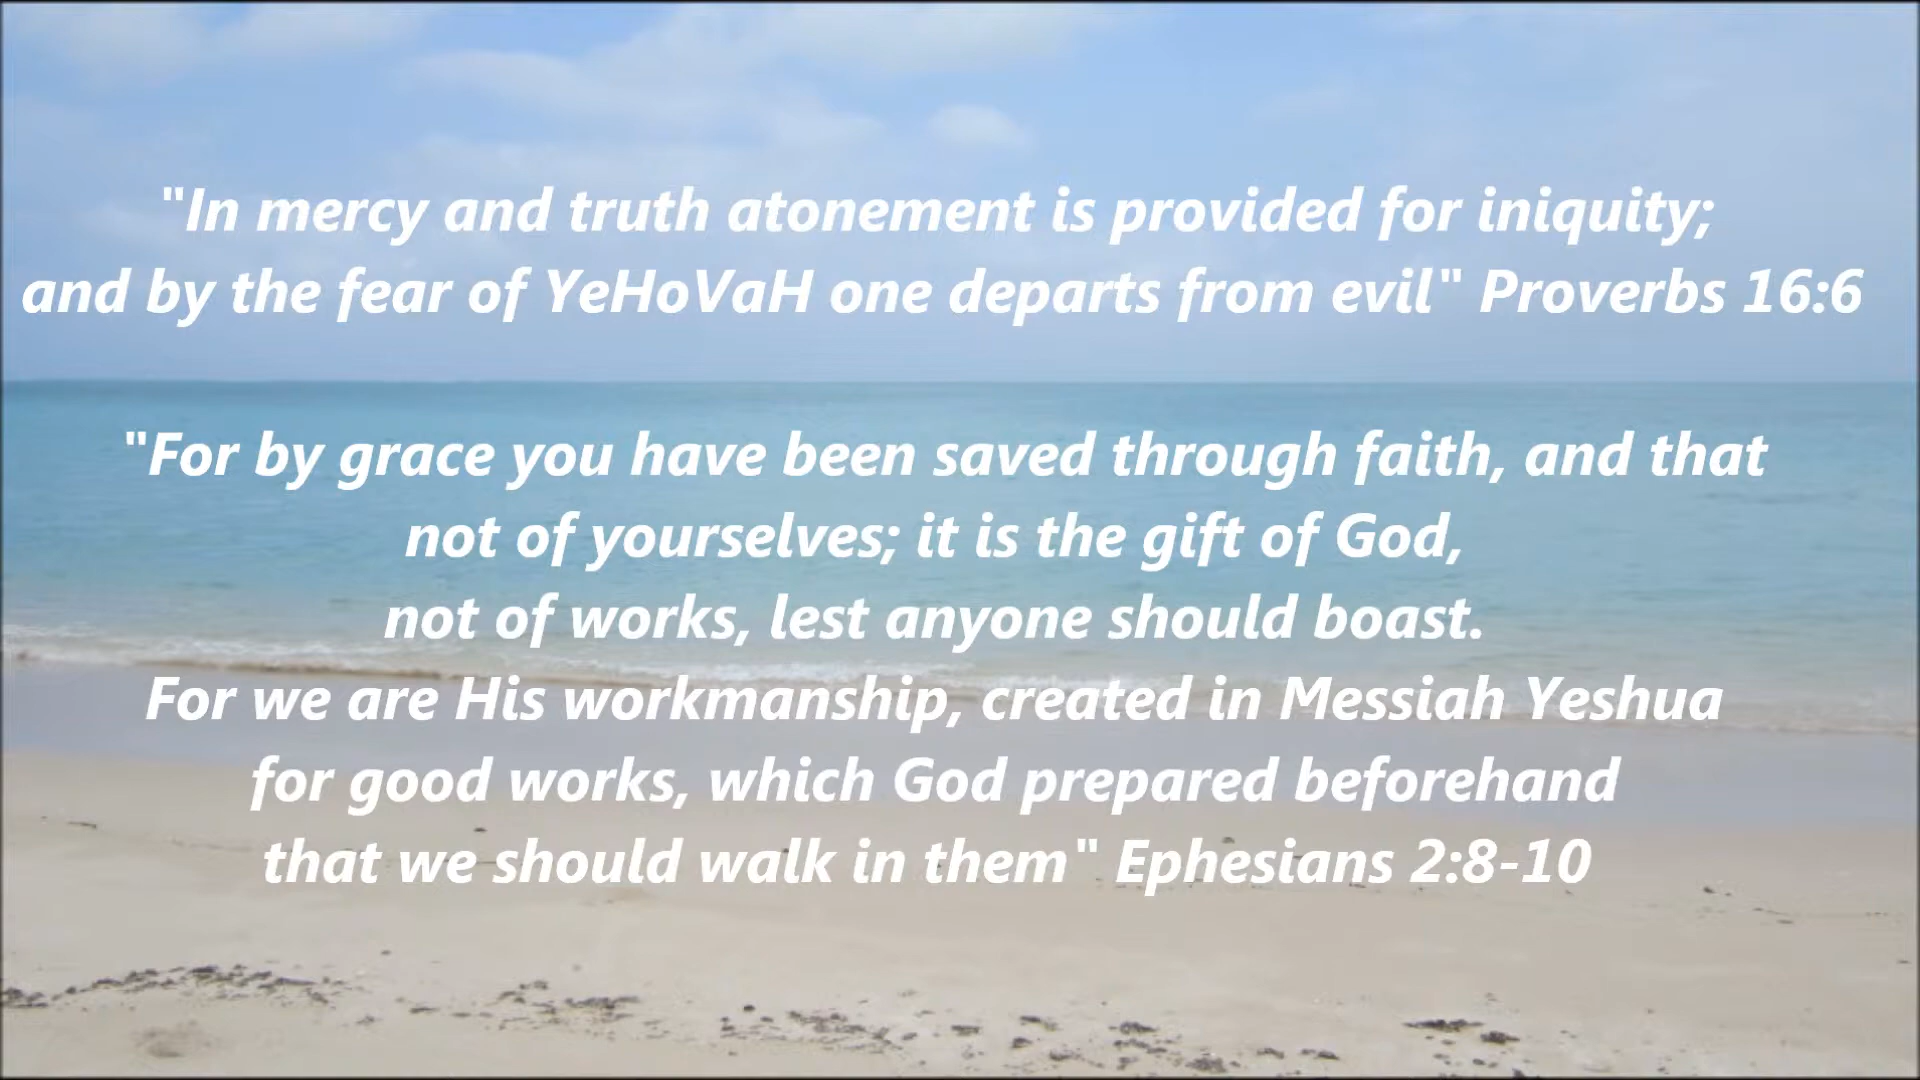 "In mercy and truth atonement is provided for iniquity;
and by the fear of YeHoVaH one departs from evil" Proverbs 16:6
"For by grace you have been saved through faith, and that
not of yourselves; it is the gift of God,
not of works, lest anyone should boast.
For we are His workmanship, created in Messiah Yeshua
for good works, which God prepared beforehand
that we should walk in them" Ephesians 2:8-10